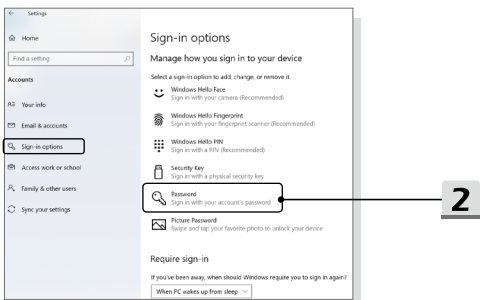 Settings
Home
Find a setting
Accounts
Your info
Email & accounts
Sign-in options
Access work or school
Family & other users
Sync your settings
Sign-in options
Manage how you sign in to your device
Select a sign-in option to add, change, or remove it.
Windows Hello Face
Sign in with your camera (Recommended)
Windows Hello Fingerprint
Sign in with your fingerprint scanner (Recommended)
Windows Hello PIN
Sign in with a PIN (Recommended)
Security Key
Sign in with a physical security key
Password
Sign in with your account's password
Picture Password
Swipe and tap your favorite photo to unlock your device
Require sign-in
If you've been away, when should Windows require you to sign in again?
When PC wakes up from sleep
2